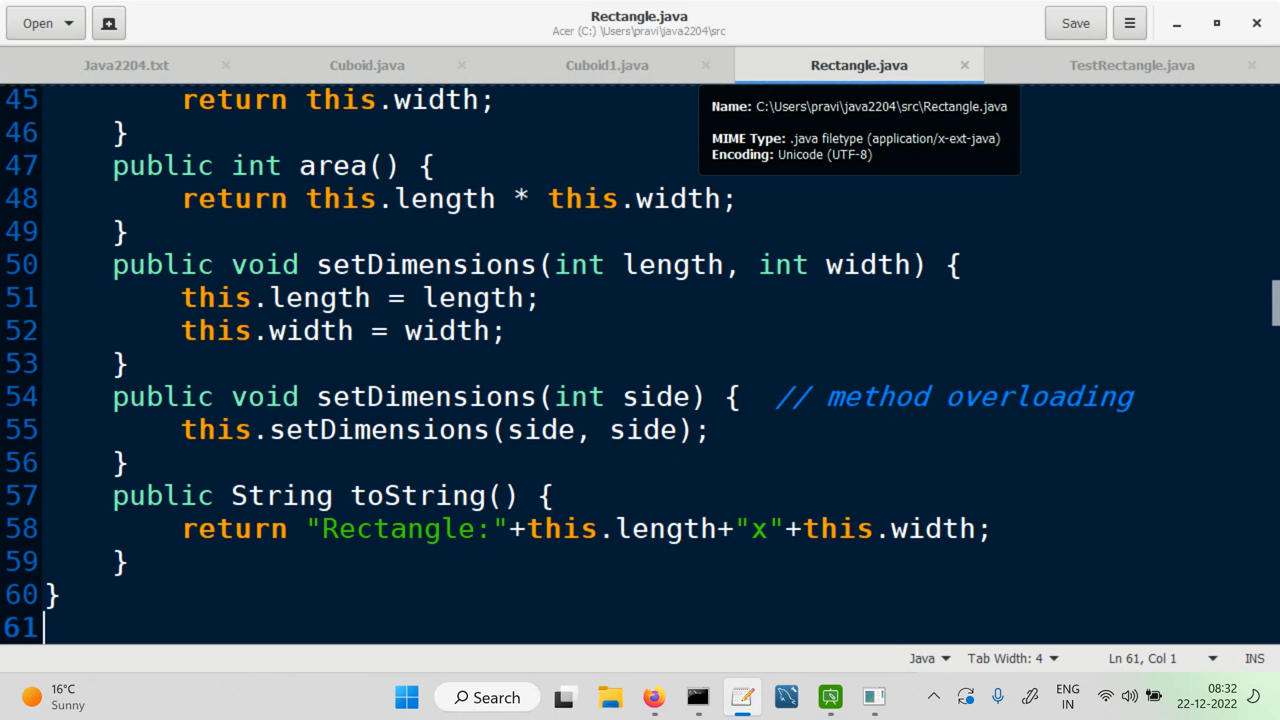 Open
Rectangle.java
Acer (C:) \Users\pravi\java2204\src
Save
Java2204.txt
Cuboid.java
Cuboid1.java
Rectangle.java
TestRectangle.java
Name: C:\Users\pravi\java2204\src\Rectangle.java
MIME Type: .java filetype (application/x-ext-java)
Encoding: Unicode (UTF-8)
45 return this.width;
46 }
47 public int area() {
48 return this.length * this.width;
49 }
50 public void setDimensions(int length, int width) {
51 this.length = length;
52 this.width = width;
53 }
54 public void setDimensions(int side) { // method overloading
55 this.setDimensions(side, side);
56 }
57 public String toString() {
58 return "Rectangle:"+this.length+"x"+this.width;
59 }
60 }
61
Java Tab Width: 4 Ln 61, Col 1 INS
16°C
Sunny
Search
ENG
IN
08:32
22-12-2022